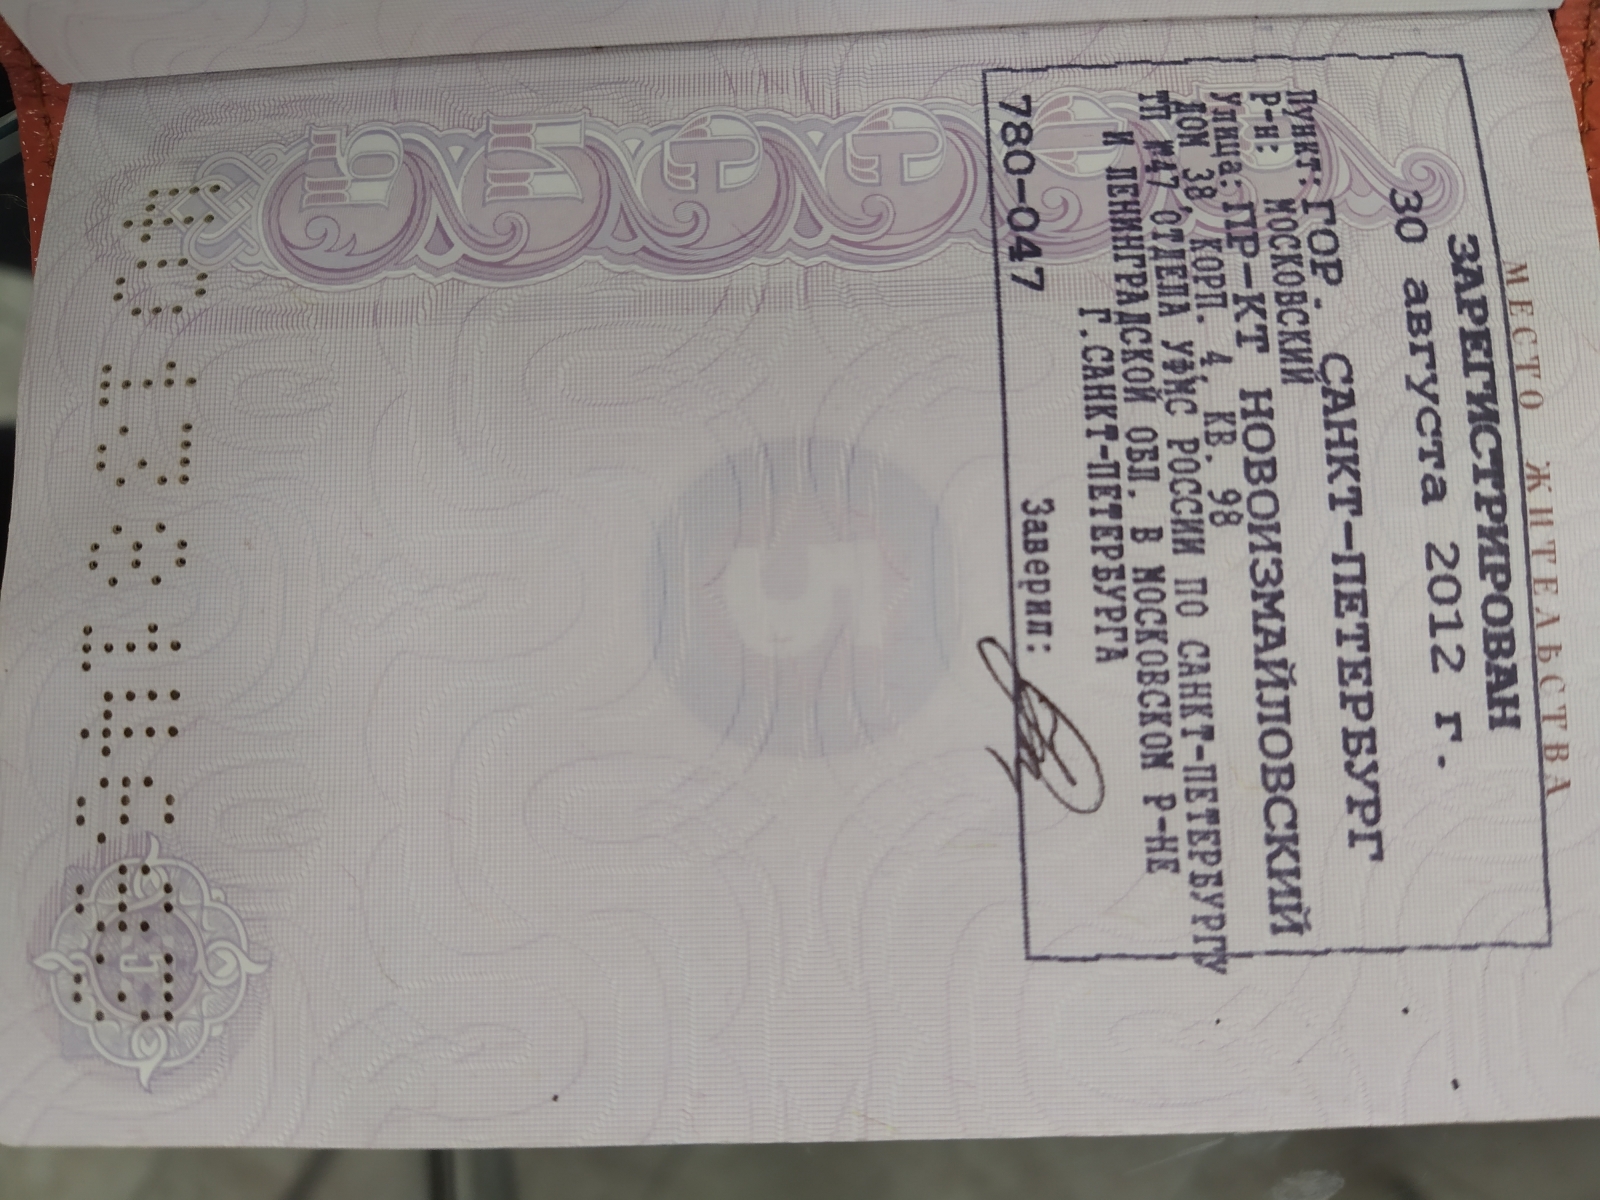 МЕСТО ЖИТЕЛЬСТВА
ЗАРЕГИСТРИРОВАН
30 августа 2012 г.
Пункт: ГОР. САНКТ-ПЕТЕРБУРГ
Р-н: МОСКОВСКИЙ
Улица: ПР-КТ НОВОИЗМАЙЛОВСКИЙ
ДОМ 38, КОРП. 4, КВ. 98
ТП №47 ОТДЕЛА УФМС РОССИИ ПО САНКТ-ПЕТЕРБУРГУ
И ЛЕНИНГРАДСКОЙ ОБЛ. В МОСКОВСКОМ Р-НЕ
Г.САНКТ-ПЕТЕРБУРГА
780-047
Заверил:
5